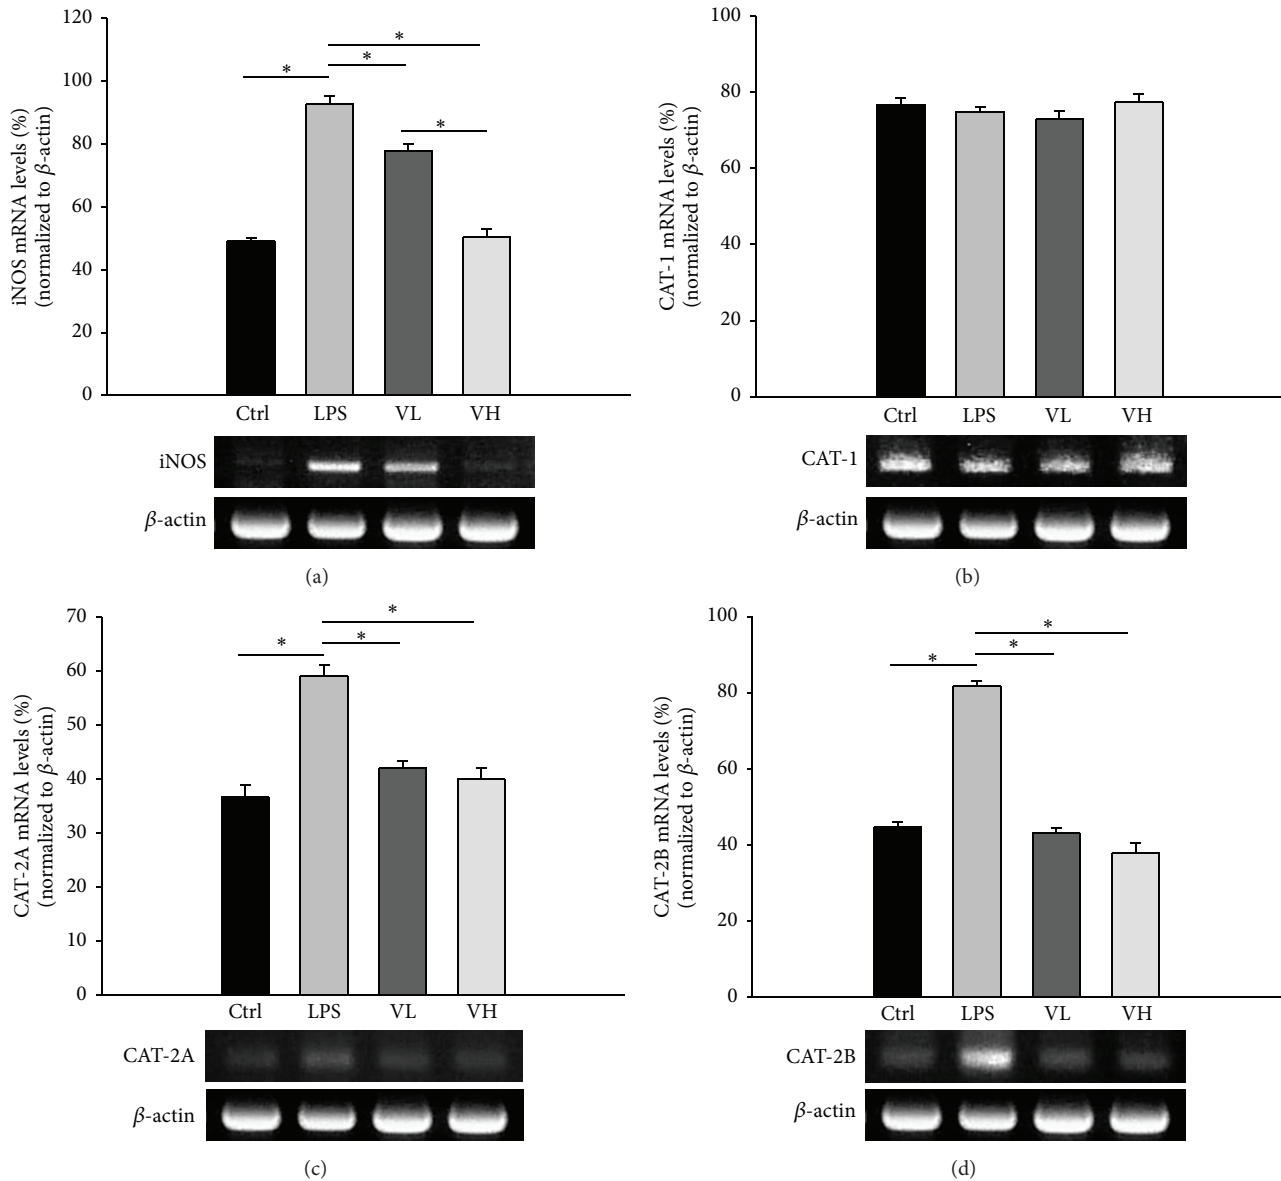 120
100
80
60
40
20
0
iNOS mRNA levels (%)
(normalized to β-actin)
*
*
*
*
Ctrl LPS VL VH
iNOS
β-actin
(a)
100
80
60
40
20
0
CAT-1 mRNA levels (%)
(normalized to β-actin)
Ctrl LPS VL VH
CAT-1
β-actin
(b)
70
60
50
40
30
20
10
0
CAT-2A mRNA levels (%)
(normalized to β-actin)
*
*
*
Ctrl LPS VL VH
CAT-2A
β-actin
(c)
100
80
60
40
20
0
CAT-2B mRNA levels (%)
(normalized to β-actin)
*
*
*
Ctrl LPS VL VH
CAT-2B
β-actin
(d)